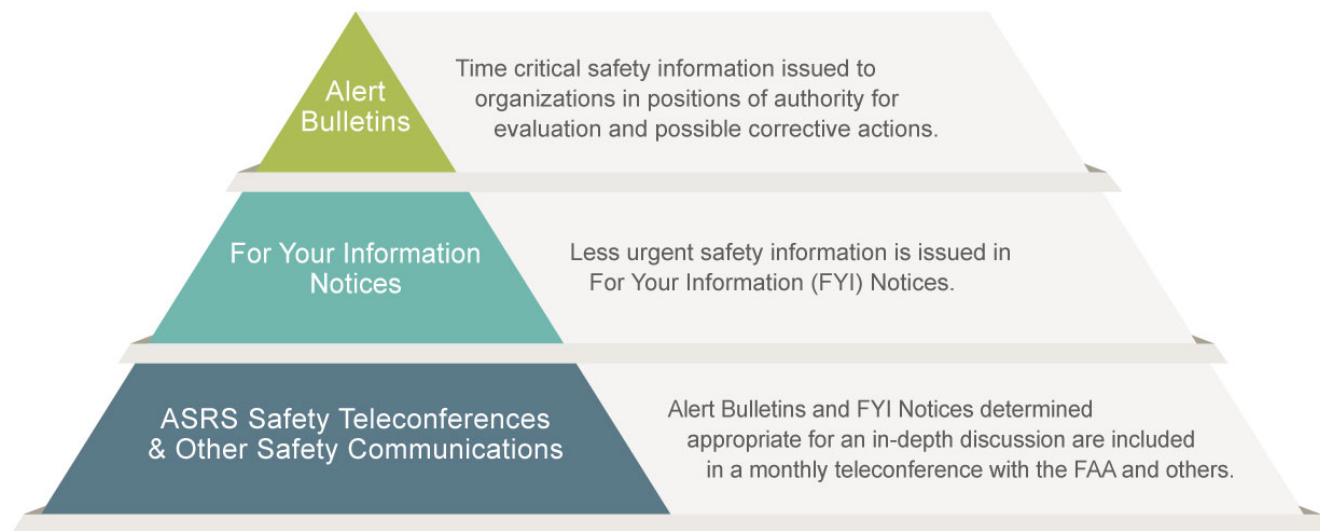 Alert
Bulletins
Time critical safety information issued to
organizations in positions of authority for
evaluation and possible corrective actions.
For Your Information
Notices
Less urgent safety information is issued in
For Your Information (FYI) Notices.
ASRS Safety Teleconferences
& Other Safety Communications
Alert Bulletins and FYI Notices determined
appropriate for an in-depth discussion are included
in a monthly teleconference with the FAA and others.